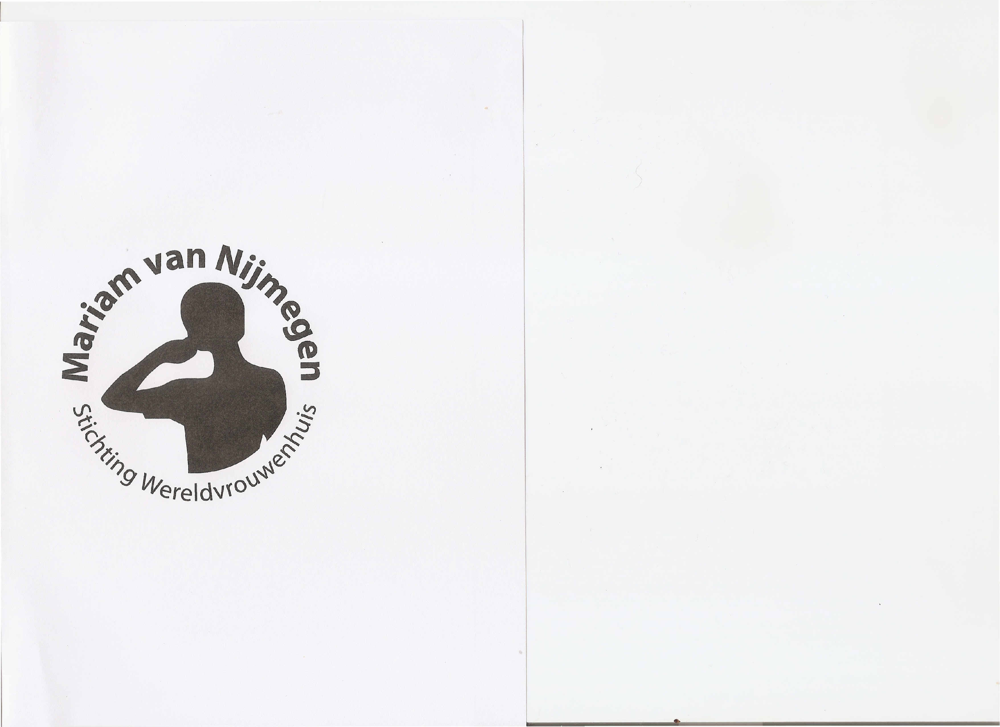 Mariam van Nijmegen
Stichting Wereldvrouwenhuis